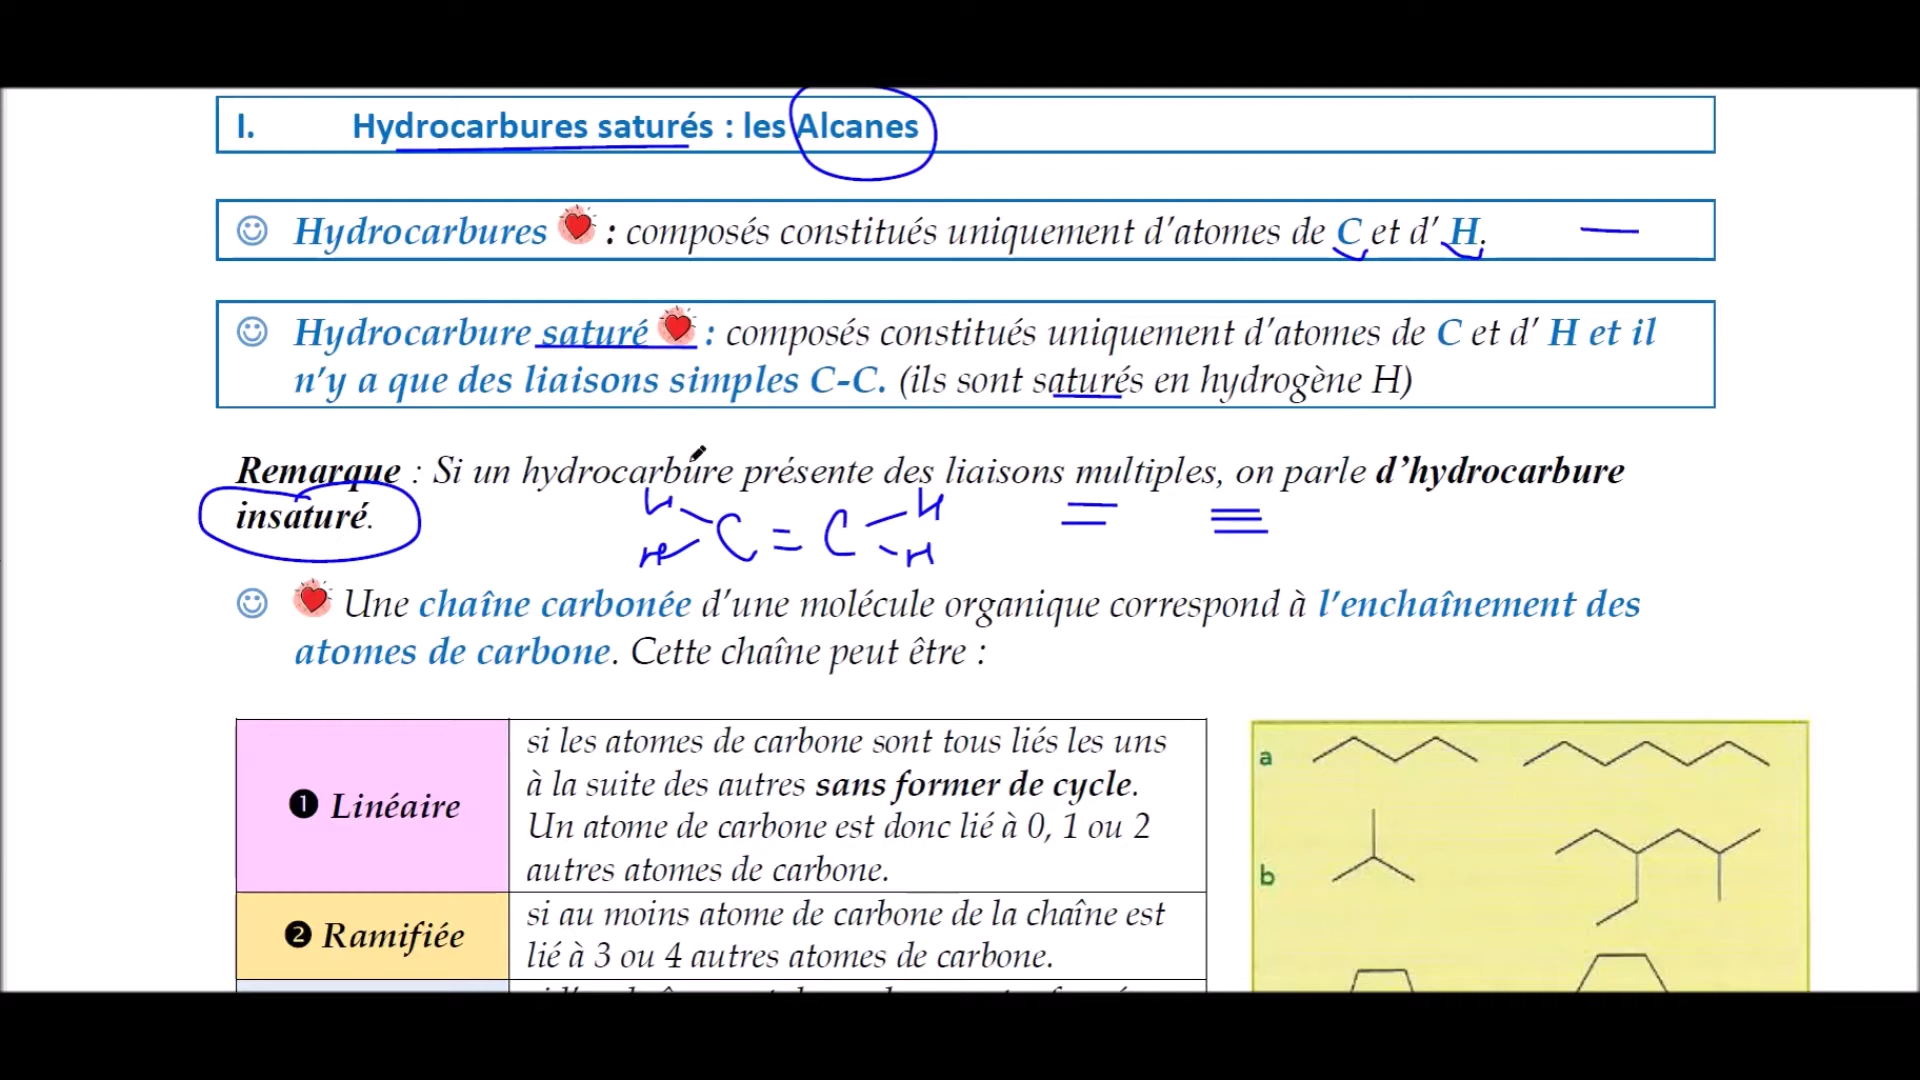 I. Hydrocarbures saturés : les Alcanes
Hydrocarbures : composés constitués uniquement d'atomes de C et d' H.
Hydrocarbure saturé : composés constitués uniquement d'atomes de C et d' H et il
n'y a que des liaisons simples C-C. (ils sont saturés en hydrogène H)
Remarque : Si un hydrocarbure présente des liaisons multiples, on parle d'hydrocarbure
insaturé.
H H
C = C
H H
Une chaîne carbonée d'une molécule organique correspond à l'enchaînement des
atomes de carbone. Cette chaîne peut être :
❶ Linéaire
si les atomes de carbone sont tous liés les uns
à la suite des autres sans former de cycle.
Un atome de carbone est donc lié à 0, 1 ou 2
autres atomes de carbone.
❷ Ramifiée
si au moins atome de carbone de la chaîne est
lié à 3 ou 4 autres atomes de carbone.
a
b